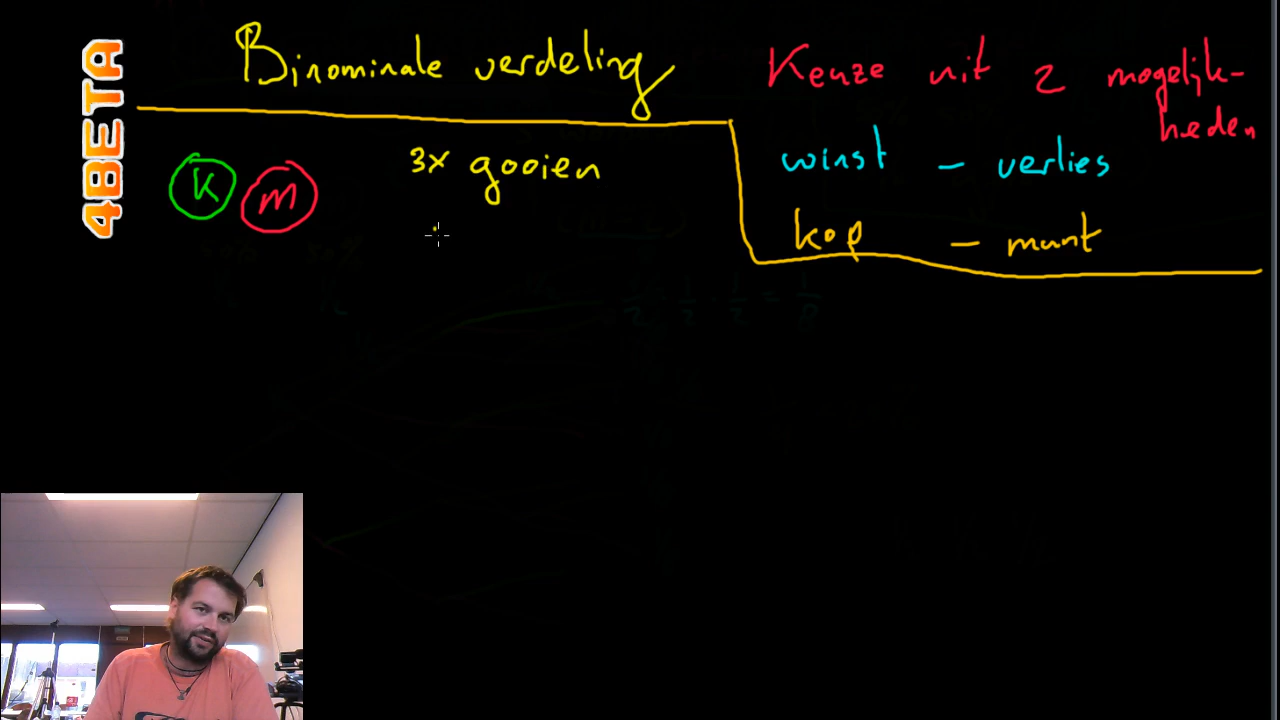 4BETA
Binominale verdeling
Keuze uit 2 mogelijk-
heden
winst - verlies
kop - munt
K M
3x gooien